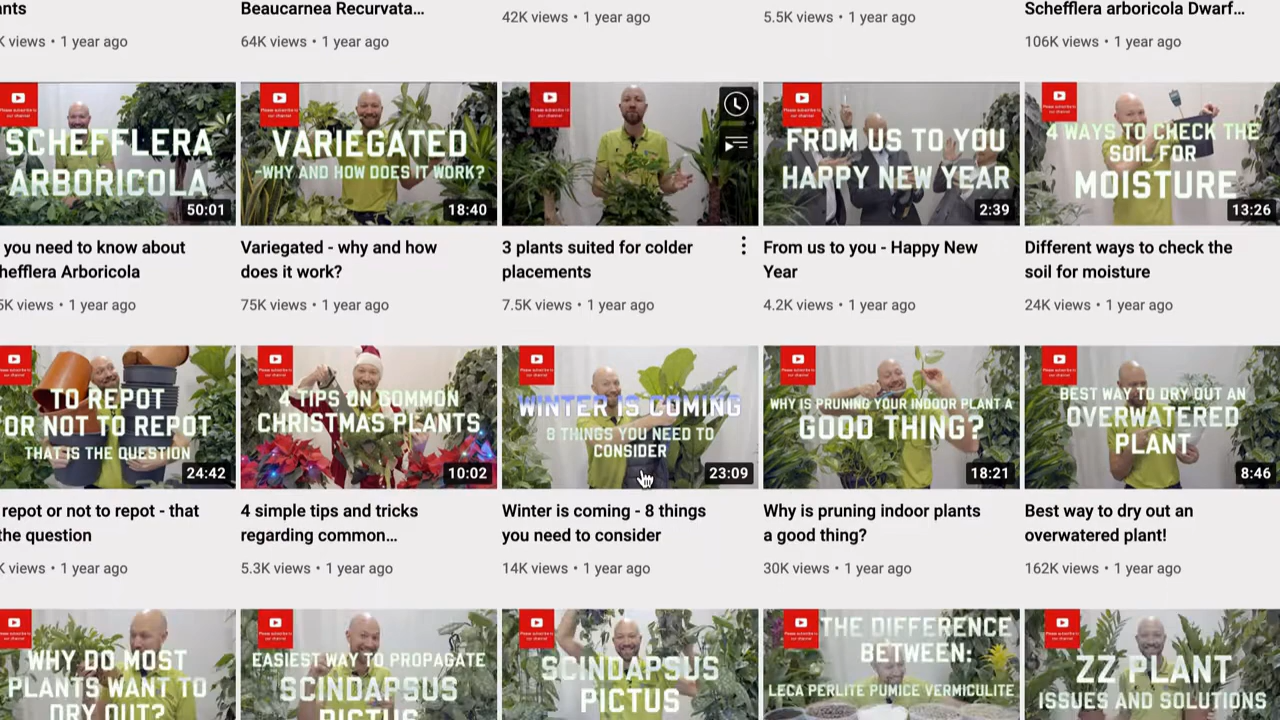 nts
Beaucarnea Recurvata…
42K views • 1 year ago
5.5K views • 1 year ago
Schefflera arboricola Dwarf…
K views • 1 year ago
64K views • 1 year ago
106K views • 1 year ago
SCHEFFLERA
ARBORICOLA
50:01
VARIEGATED
-WHY AND HOW DOES IT WORK?
18:40
FROM US TO YOU
HAPPY NEW YEAR
2:39
4 WAYS TO CHECK THE
SOIL FOR
MOISTURE
13:26
you need to know about
hefflera Arboricola
5K views • 1 year ago
Variegated - why and how
does it work?
75K views • 1 year ago
3 plants suited for colder
placements
7.5K views • 1 year ago
From us to you - Happy New
Year
4.2K views • 1 year ago
Different ways to check the
soil for moisture
24K views • 1 year ago
TO REPOT
OR NOT TO REPOT
THAT IS THE QUESTION
24:42
4 TIPS ON COMMON
CHRISTMAS PLANTS
10:02
WINTER IS COMING
8 THINGS YOU NEED TO
CONSIDER
23:09
WHY IS PRUNING YOUR INDOOR PLANT A
GOOD THING?
18:21
BEST WAY TO DRY OUT AN
OVERWATERED
PLANT
8:46
repot or not to repot - that
the question
K views • 1 year ago
4 simple tips and tricks
regarding common…
5.3K views • 1 year ago
Winter is coming - 8 things
you need to consider
14K views • 1 year ago
Why is pruning indoor plants
a good thing?
30K views • 1 year ago
Best way to dry out an
overwatered plant!
162K views • 1 year ago
WHY DO MOST
PLANTS WANT TO
DRY OUT?
EASIEST WAY TO PROPAGATE
SCINDAPSUS
PICTUS
SCINDAPSUS
PICTUS
THE DIFFERENCE
BETWEEN:
LECA PERLITE PUMICE VERMICULITE
ZZ PLANT
ISSUES AND SOLUTIONS